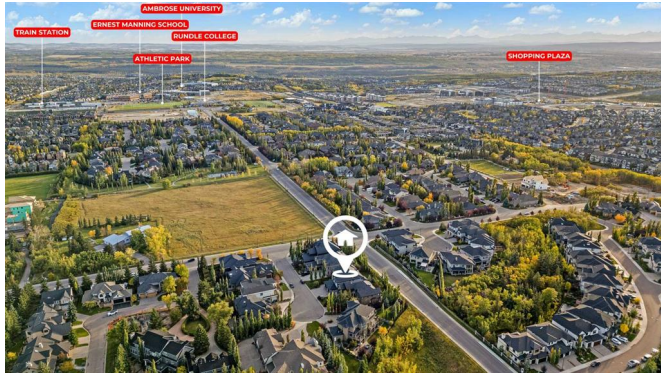 AMBROSE UNIVERSITY
ERNEST MANNING SCHOOL
TRAIN STATION
RUNDLE COLLEGE
ATHLETIC PARK
SHOPPING PLAZA